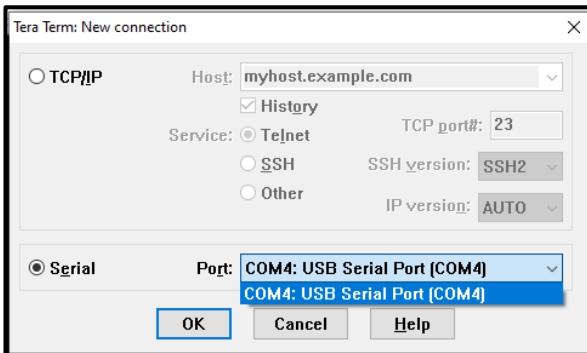 Tera Term: New connection
TCP/IP Host: myhost.example.com
History
Service: Telnet TCP port#: 23
SSH SSH version: SSH2
Other IP version: AUTO
Serial Port: COM4: USB Serial Port (COM4)
COM4: USB Serial Port (COM4)
OK Cancel Help